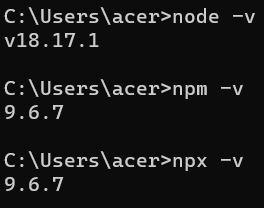 C:\Users\acer>node -v
v18.17.1
C:\Users\acer>npm -v
9.6.7
C:\Users\acer>npx -v
9.6.7